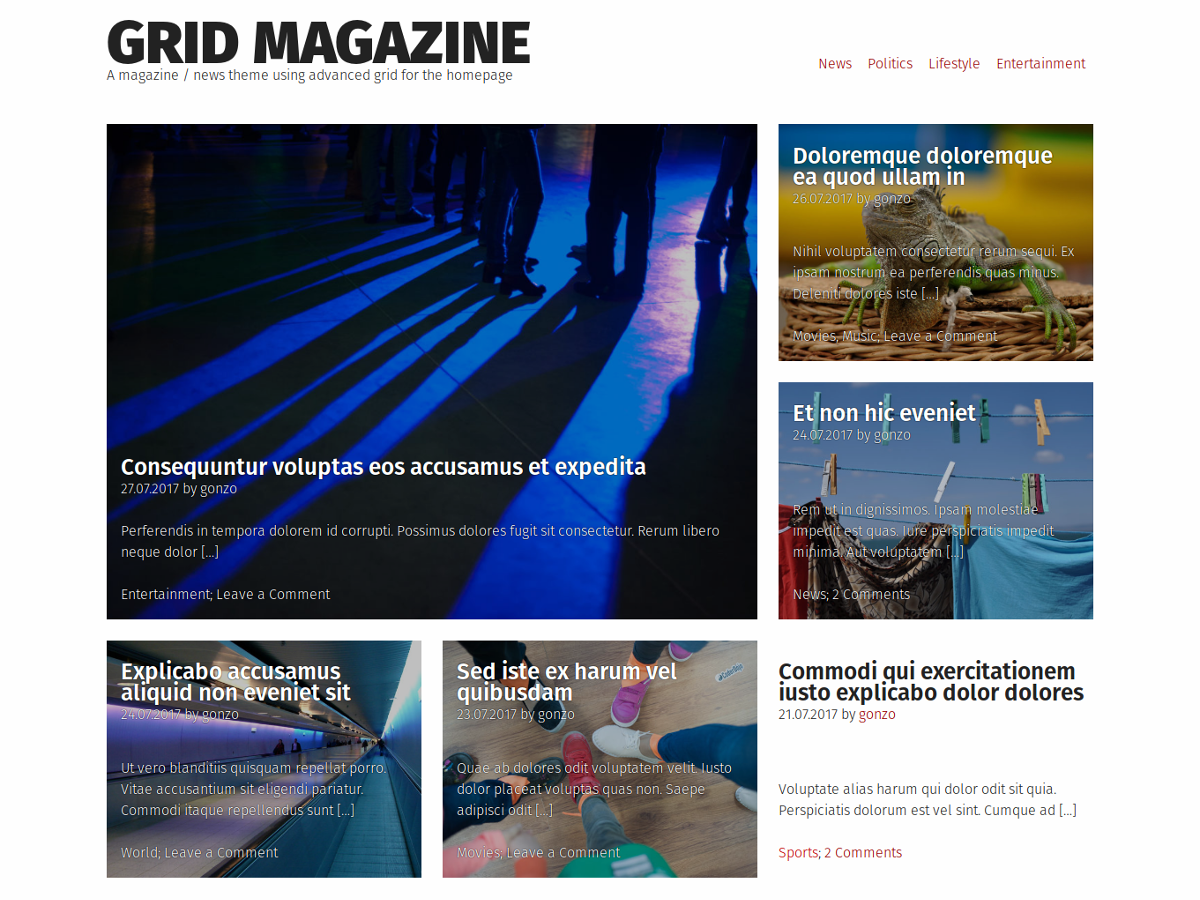 GRID MAGAZINE
A magazine / news theme using advanced grid for the homepage
News Politics Lifestyle Entertainment
Consequuntur voluptas eos accusamus et expedita
27.07.2017 by gonzo
Perferendis in tempora dolorem id corrupti. Possimus dolores fugit sit consectetur. Rerum libero
neque dolor [...]
Entertainment; Leave a Comment
Doloremque doloremque
ea quod ullam in
26.07.2017 by gonzo
Nihil voluptatem consectetur rerum sequi. Ex
ipsam nostrum ea perferendis quas minus.
Deleniti dolores iste [...]
Movies, Music; Leave a Comment
Et non hic eveniet
24.07.2017 by gonzo
Rem ut in dignissimos. Ipsam molestiae
impedit est quas. Iure perspiciatis impedit
minima. Aut voluptatem [...]
News; 2 Comments
Explicabo accusamus
aliquid non eveniet sit
24.07.2017 by gonzo
Ut vero blanditiis quisquam repellat porro.
Vitae accusantium sit eligendi pariatur.
Commodi itaque repellendus sunt [...]
World; Leave a Comment
Sed iste ex harum vel
quibusdam
23.07.2017 by gonzo
Quae ab dolores odit voluptatem velit. Iusto
dolor placeat voluptas quas non. Saepe
adipisci odit [...]
Movies; Leave a Comment
Commodi qui exercitationem
iusto explicabo dolor dolores
21.07.2017 by gonzo
Voluptate alias harum qui dolor odit sit quia.
Perspiciatis dolorum est vel sint. Cumque ad [...]
Sports; 2 Comments